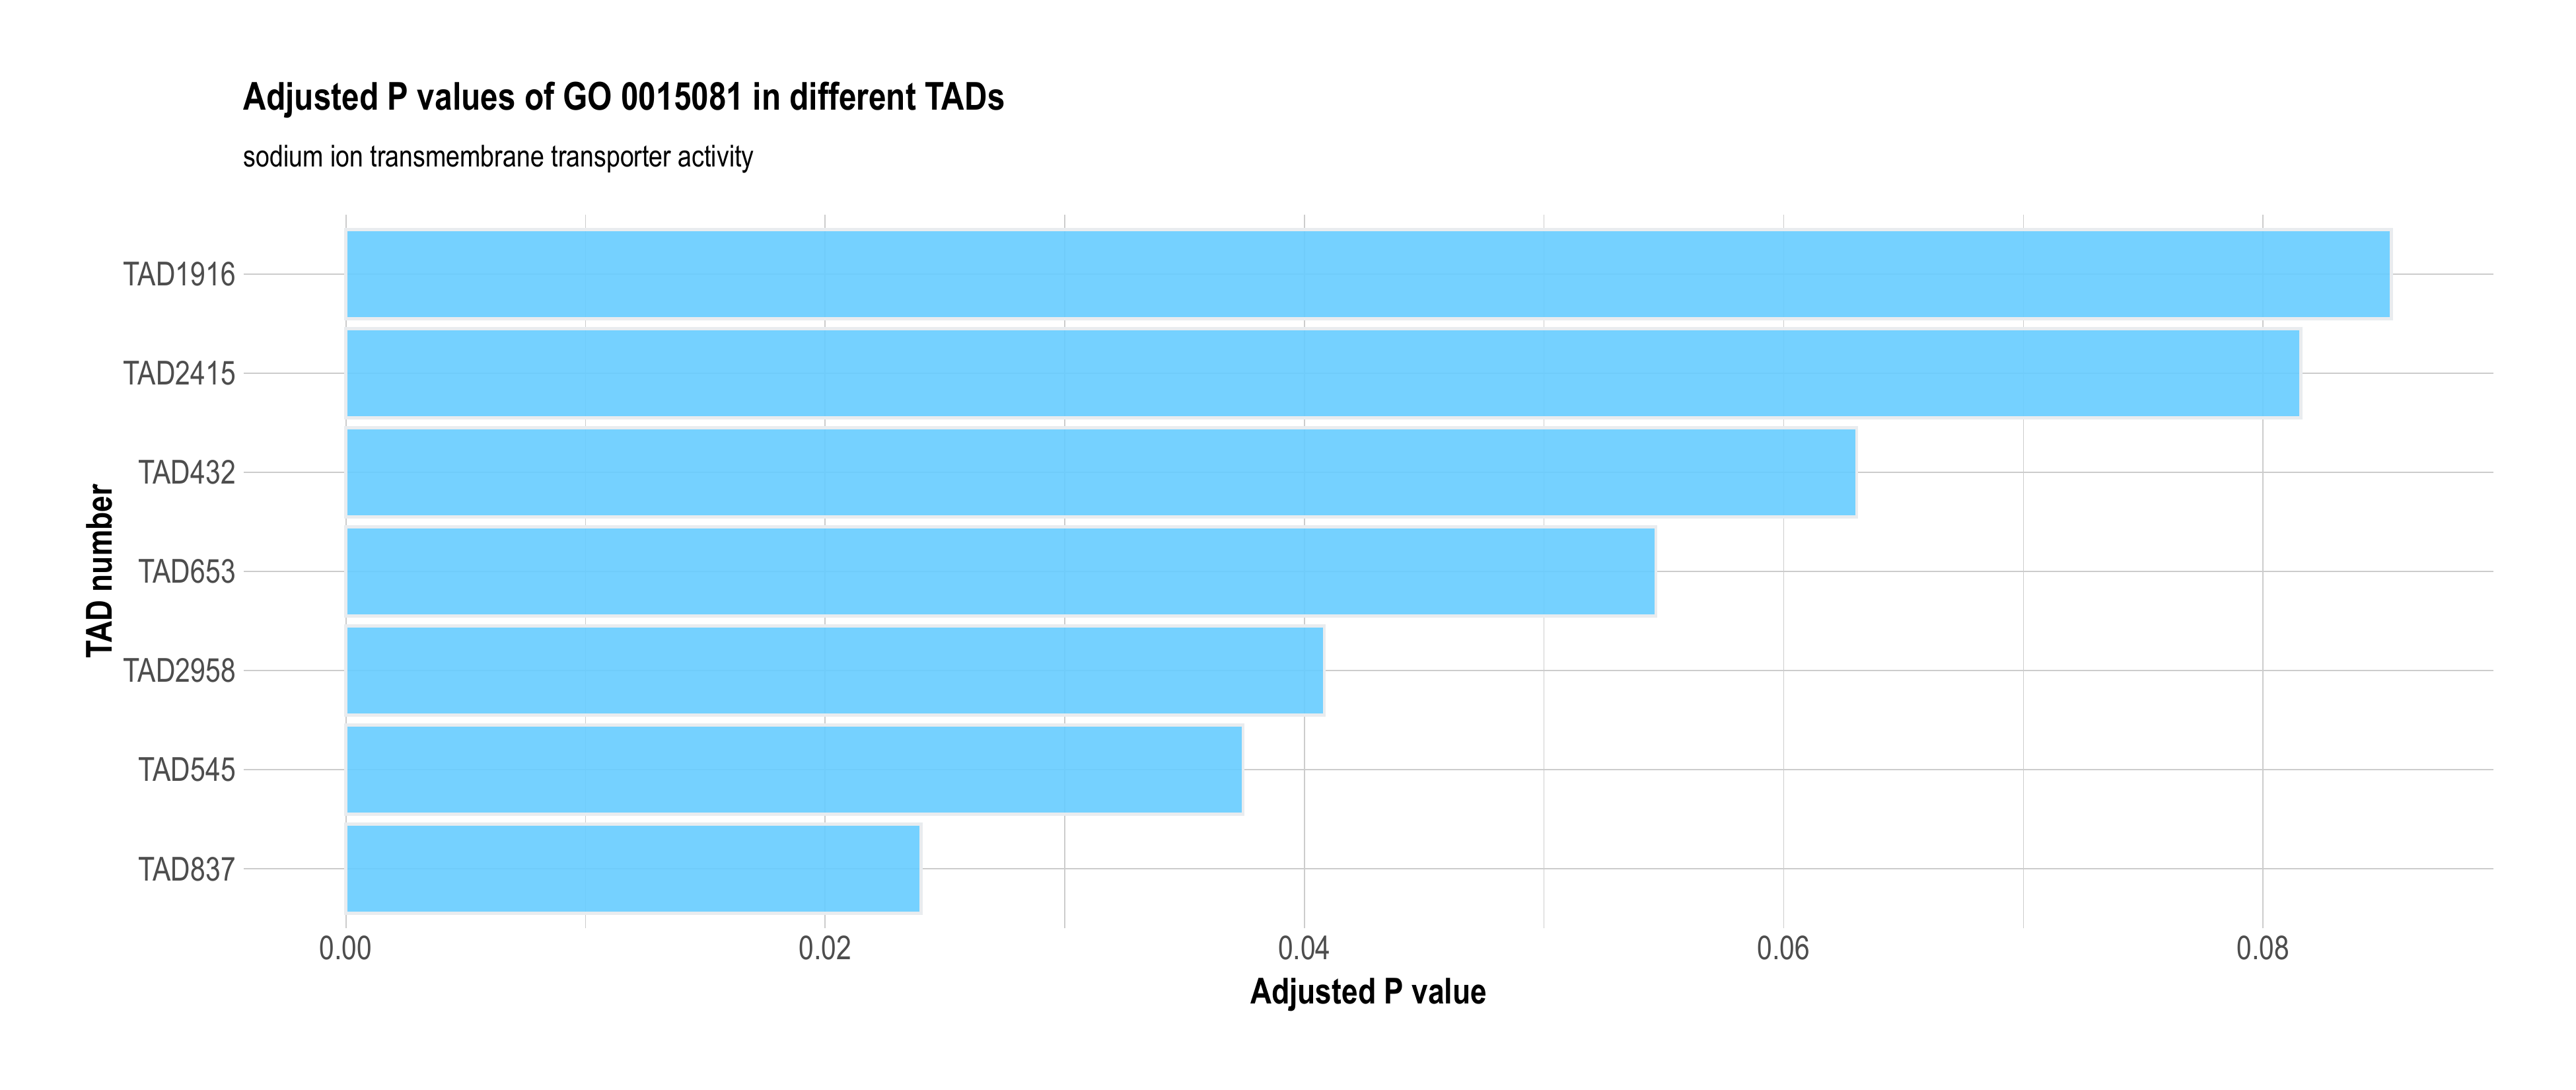 Adjusted P values of GO 0015081 in different TADs
sodium ion transmembrane transporter activity
TAD number
TAD1916
TAD2415
TAD432
TAD653
TAD2958
TAD545
TAD837
0.00 0.02 0.04 0.06 0.08
Adjusted P value